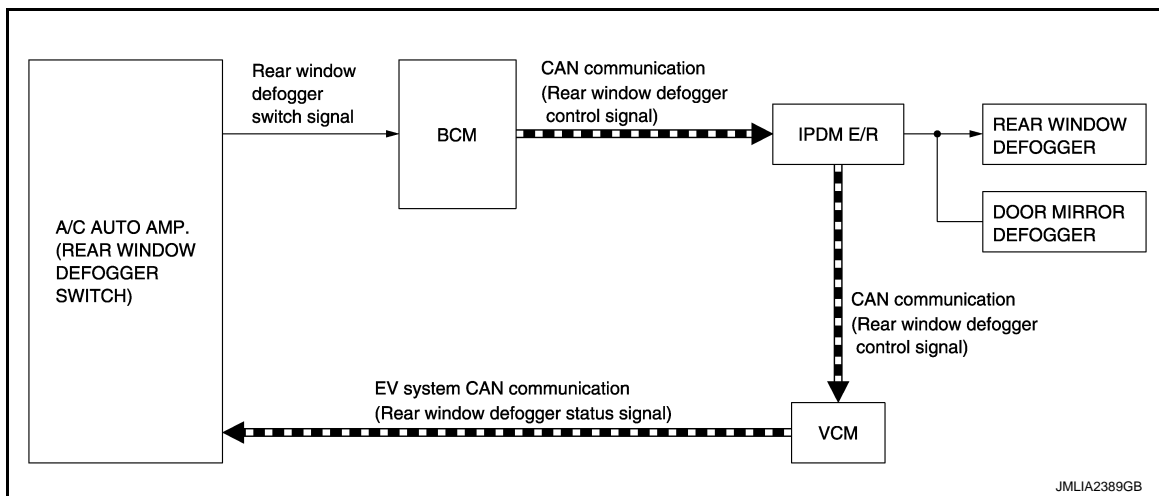 Rear window
defogger
switch signal
CAN communication
(Rear window defogger
control signal)
BCM
IPDM E/R
REAR WINDOW
DEFOGGER
DOOR MIRROR
DEFOGGER
A/C AUTO AMP.
(REAR WINDOW
DEFOGGER
SWITCH)
CAN communication
(Rear window defogger
control signal)
EV system CAN communication
(Rear window defogger status signal)
VCM
JMLIA2389GB